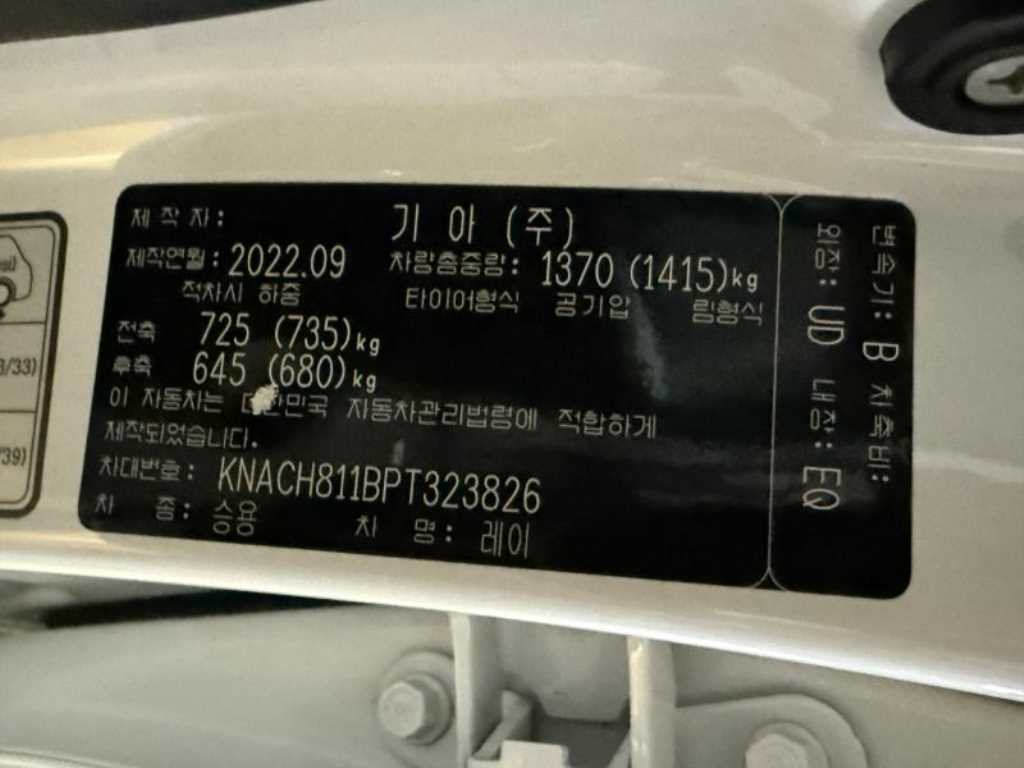 제 작 자: 기 아 (주)
제작연월: 2022.09 차량총중량: 1370 (1415)kg
적차시 하중 타이어형식 공기압 림형식
전축 725 (735)kg
후축 645 (680)kg
이 자동차는 대한민국 자동차관리법령에 적합하게
제작되었습니다.
차대번호: KNACH811BPT323826
차 종: 승용 차 명: 레이
변속기: B 차축비:
외장: UD 내장: EQ
3/33)
/39)